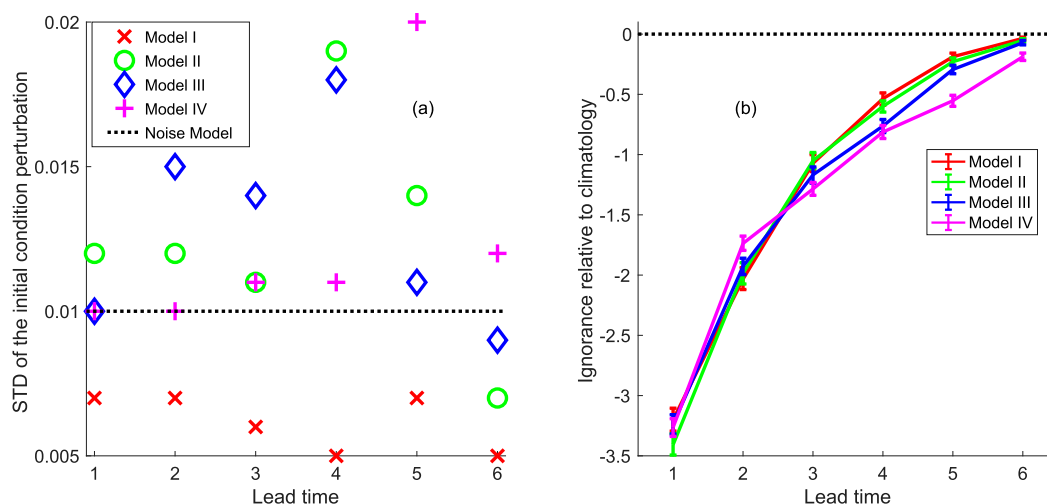 0.02
0.015
0.01
0.005
STD of the initial condition perturbation
Model I
Model II
Model III
Model IV
Noise Model
(a)
1 2 3 4 5 6
Lead time
0
-0.5
-1
-1.5
-2
-2.5
-3
-3.5
Ignorance relative to climatology
(b)
Model I
Model II
Model III
Model IV
1 2 3 4 5 6
Lead time